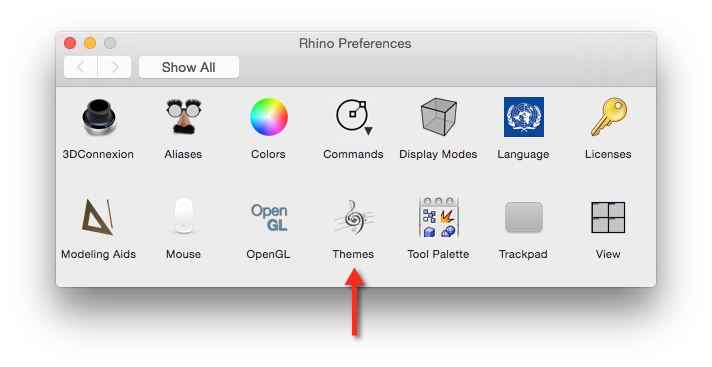 Rhino Preferences
Show All
3DConnexion Aliases Colors Commands Display Modes Language Licenses
Open
GL
Modeling Aids Mouse OpenGL Themes Tool Palette Trackpad View